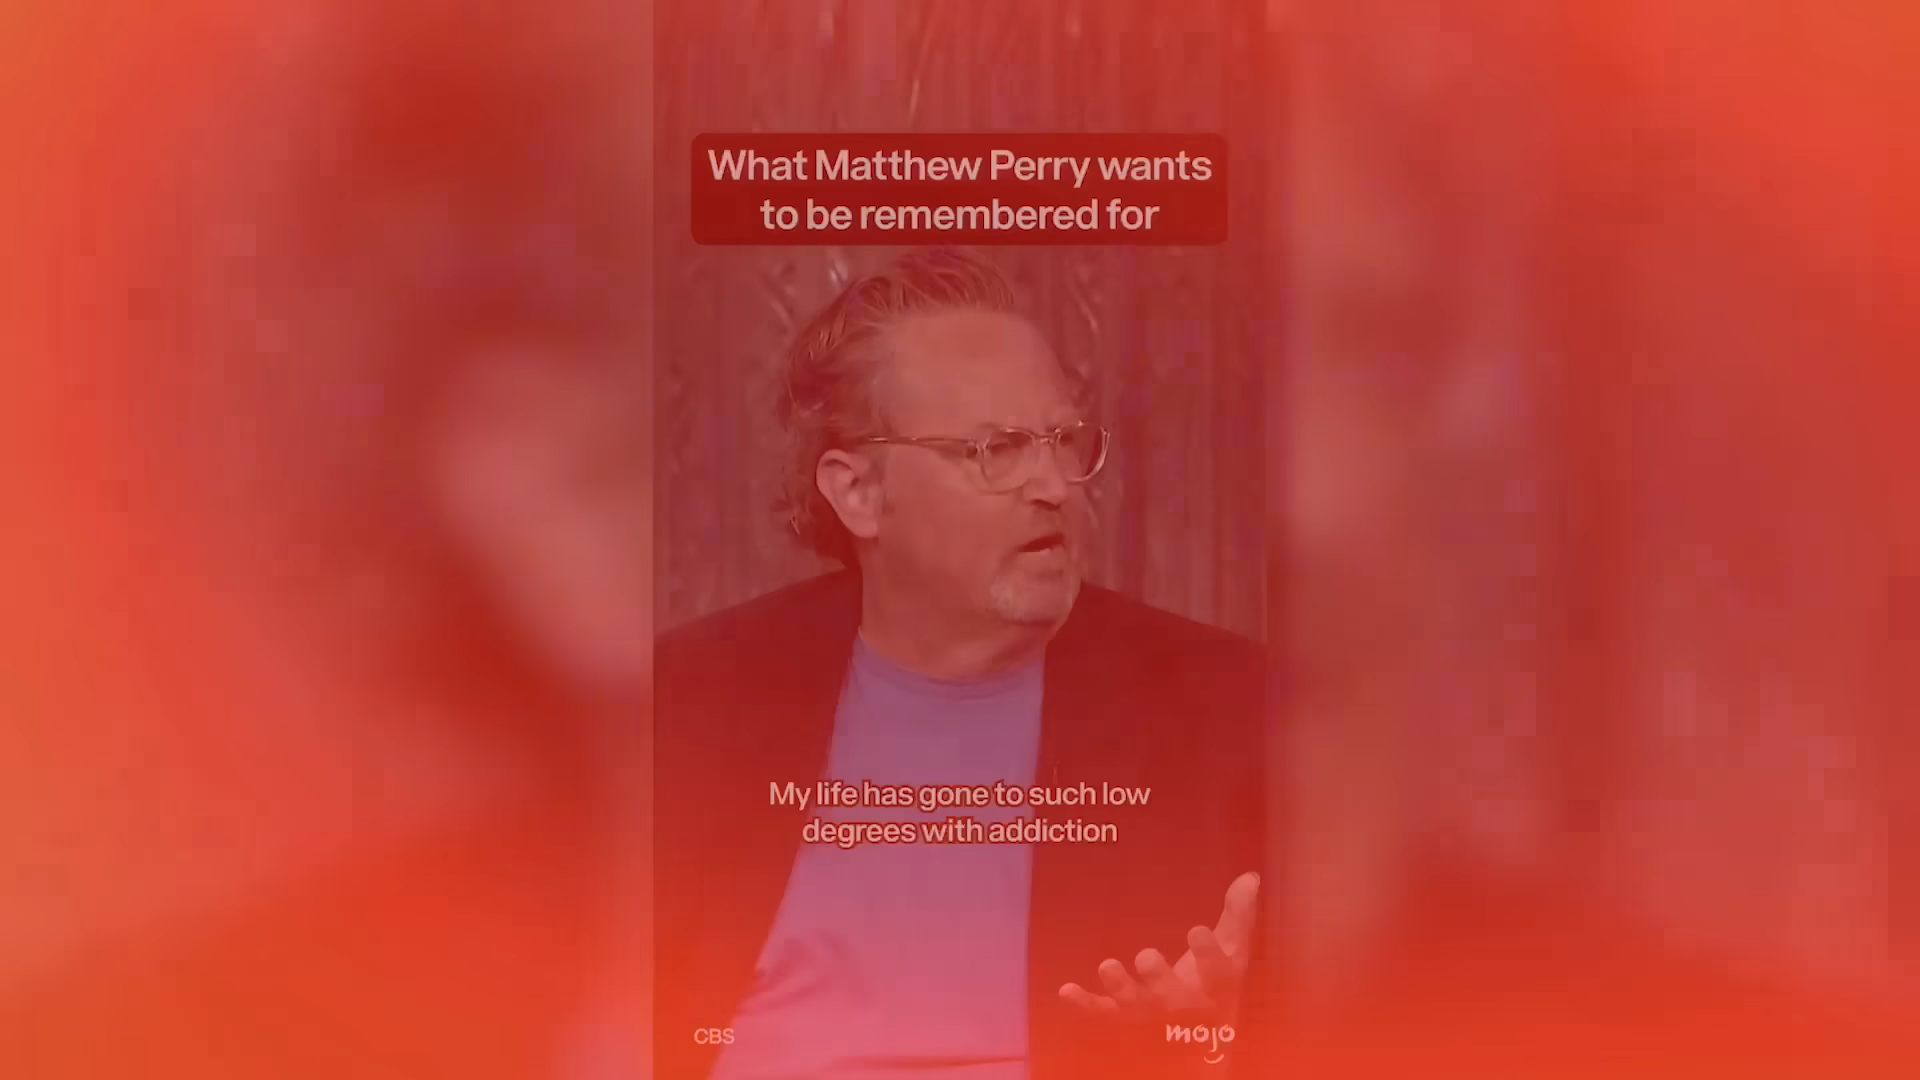 What Matthew Perry wants
to be remembered for
My life has gone to such low
degrees with addiction
CBS
mojo